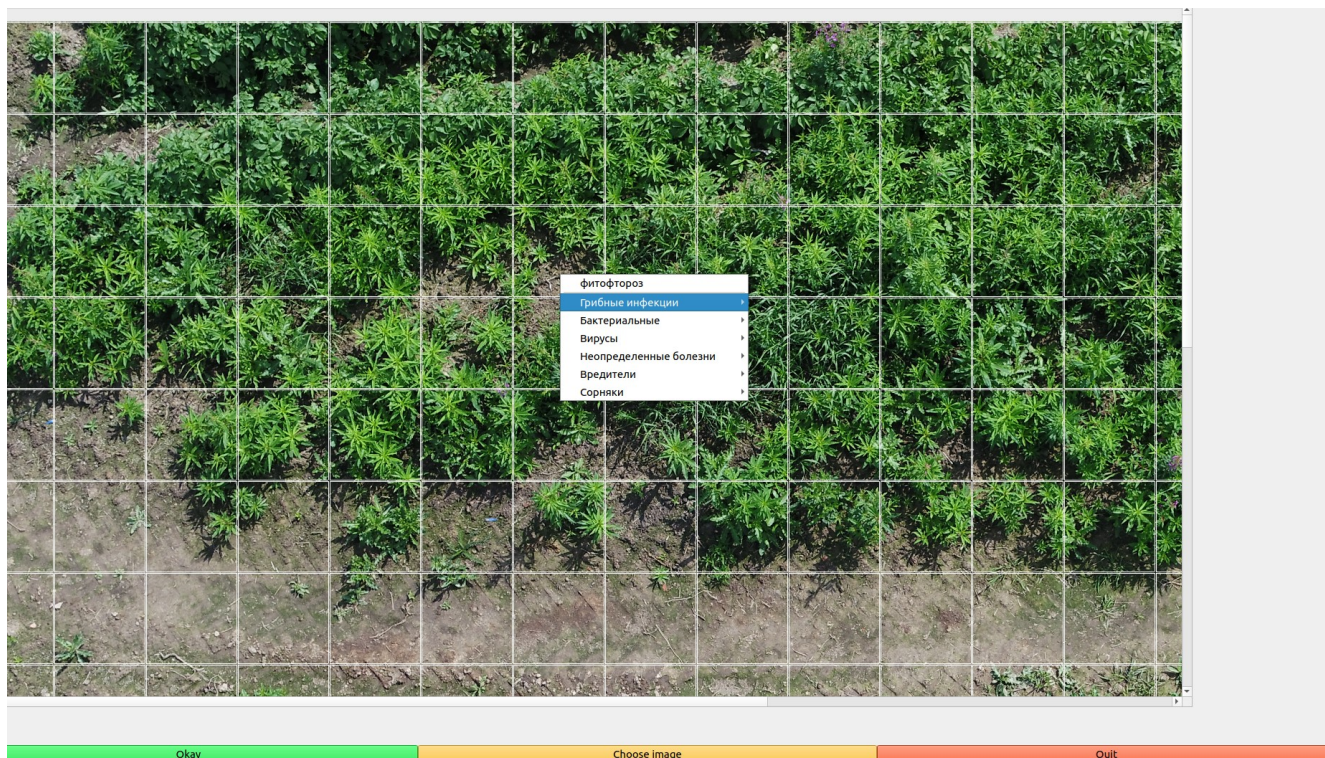 фитофтороз
Грибные инфекции
Бактериальные
Вирусы
Неопределенные болезни
Вредители
Сорняки
Okay
Choose image
Quit